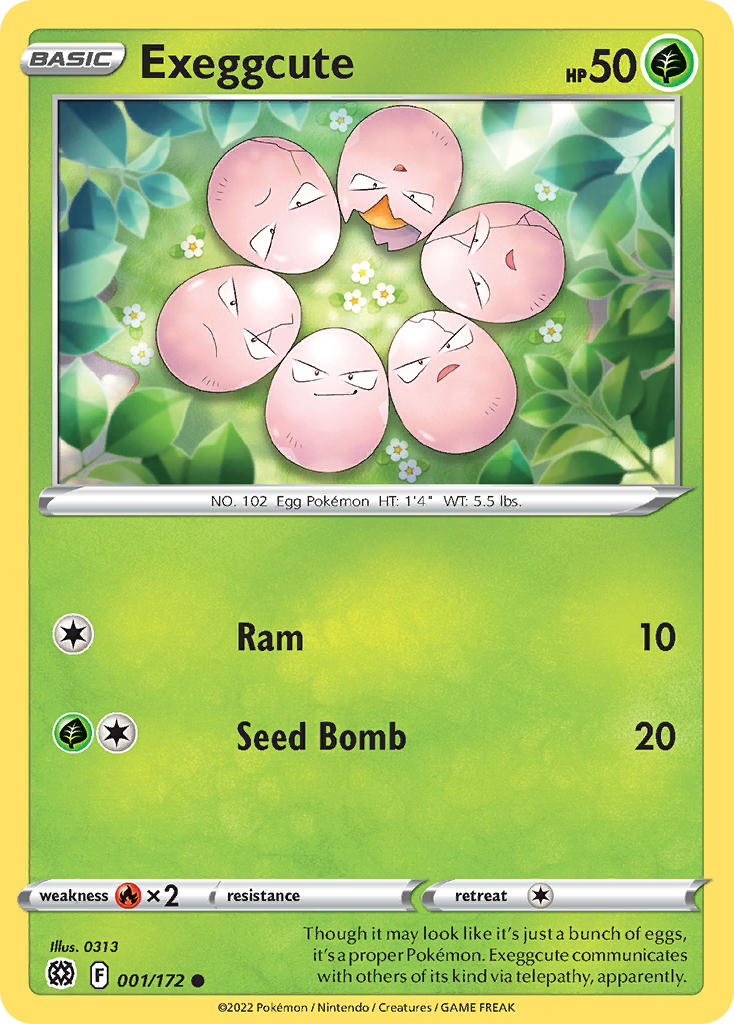 BASIC Exeggcute HP 50
NO. 102 Egg Pokémon HT: 1'4" WT: 5.5 lbs.
Ram 10
Seed Bomb 20
weakness ×2 resistance retreat
Though it may look like it's just a bunch of eggs,
it's a proper Pokémon. Exeggcute communicates
with others of its kind via telepathy, apparently.
Illus. 0313
F 001/172
©2022 Pokémon / Nintendo / Creatures / GAME FREAK